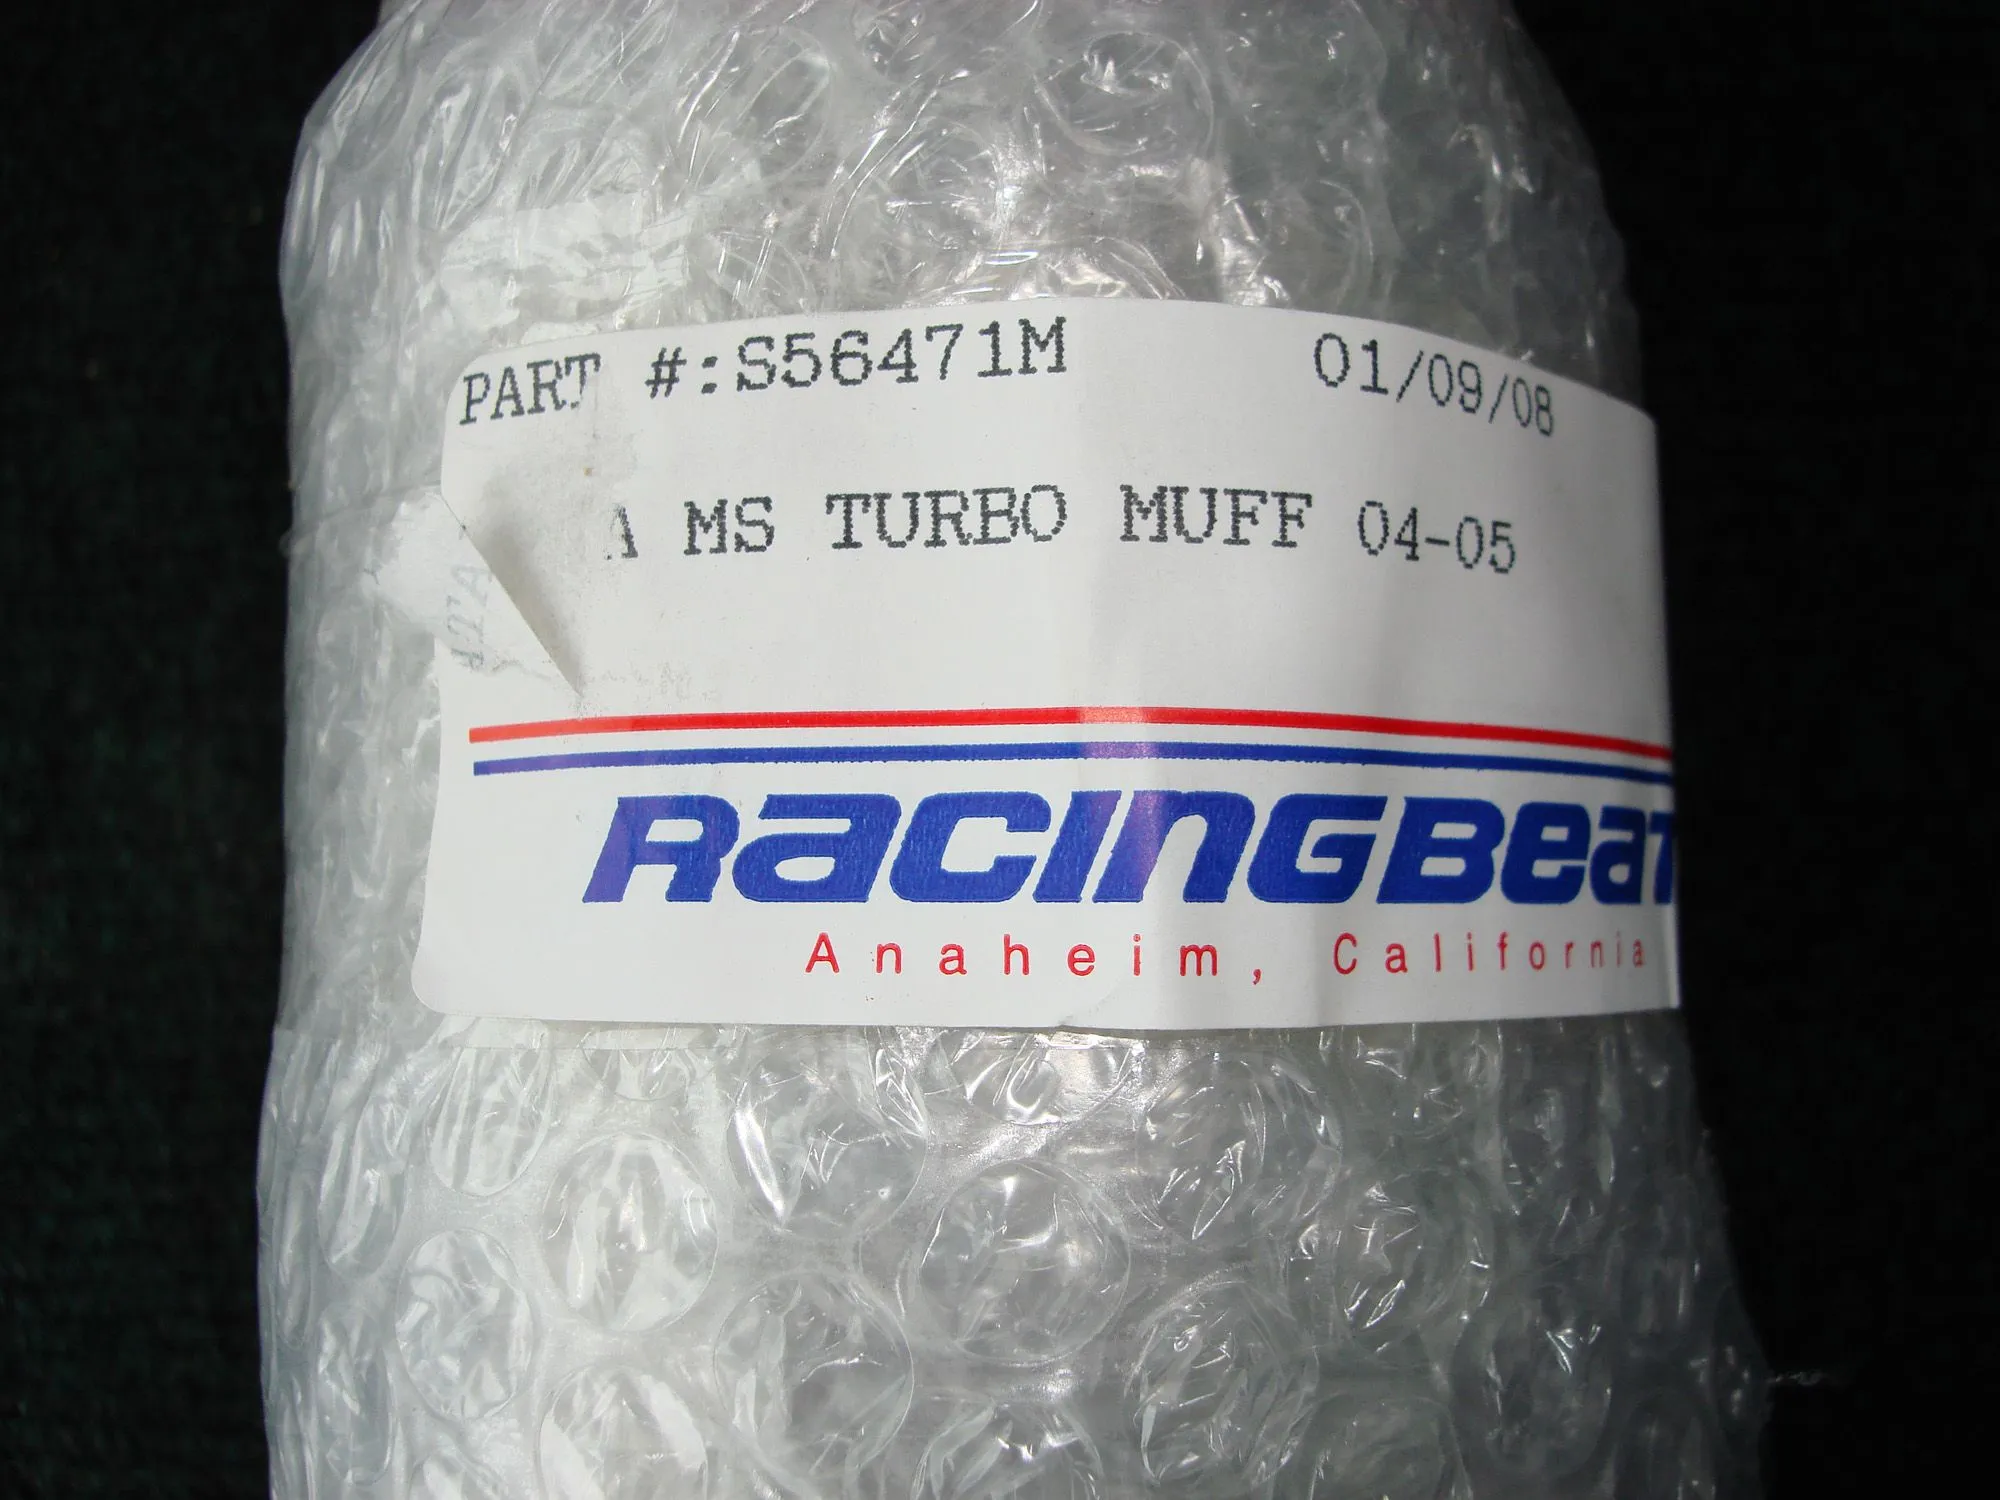 PART #:S56471M 01/09/08
A MS TURBO MUFF 04-05
RACINGBEAT
Anaheim, California